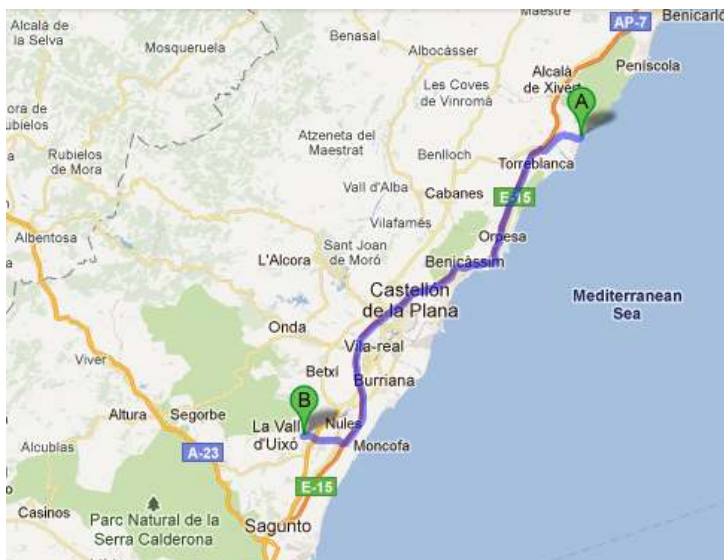 Alcalá de
la Selva
Mosqueruela
Benasal
Maestre
AP-7
Benicarló
Albocàsser
Peníscola
Alcalà
de Xivert
Les Coves
de Vinromà
A
Rubielos
de Mora
Atzeneta del
Maestrat
Benlloch
Torreblanca
Vall d'Alba
Cabanes
E-15
Albentosa
Vilafamés
Sant Joan
de Moró
Orpesa
L'Alcora
Benicàssim
Castellón
de la Plana
Mediterranean
Sea
Onda
Vila-real
Viver
Betxí
Burriana
B
Altura
Segorbe
La Vall
d'Uixó
Nules
Moncofa
Alcublas
A-23
E-15
Casinos
Parc Natural de la
Serra Calderona
Sagunto